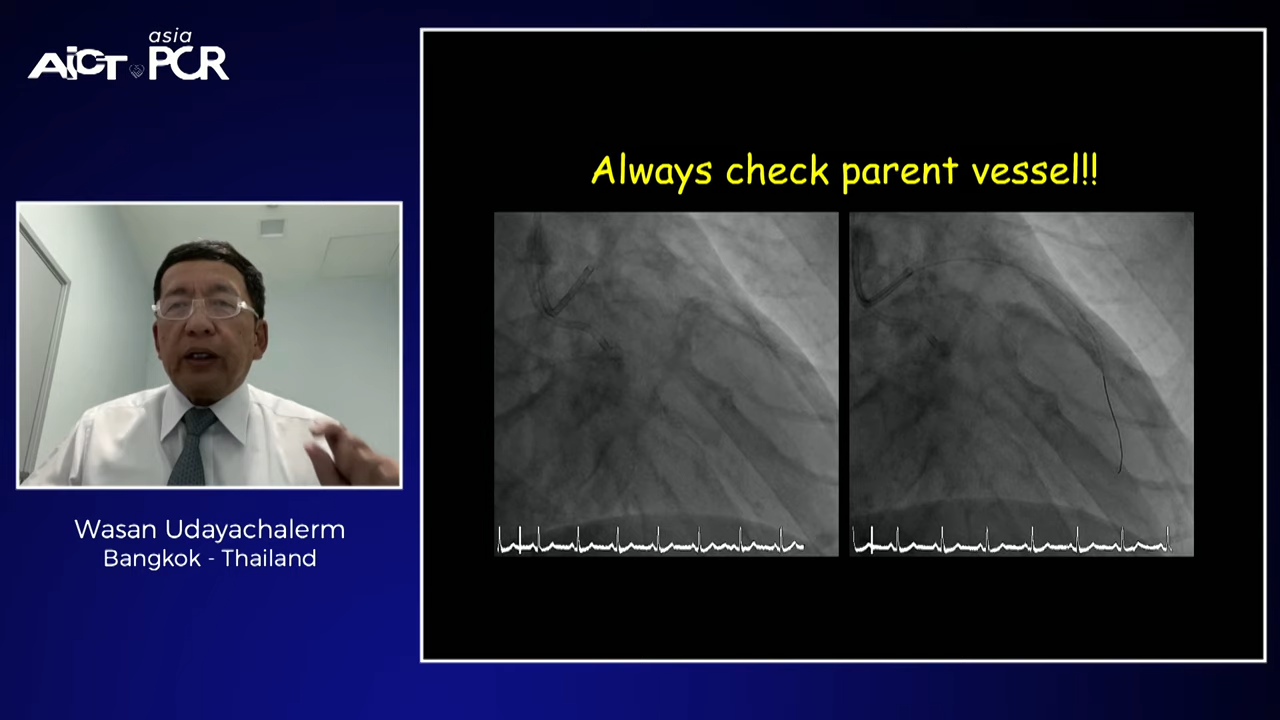 asia
AICT PCR
Always check parent vessel!!
Wasan Udayachalerm
Bangkok - Thailand